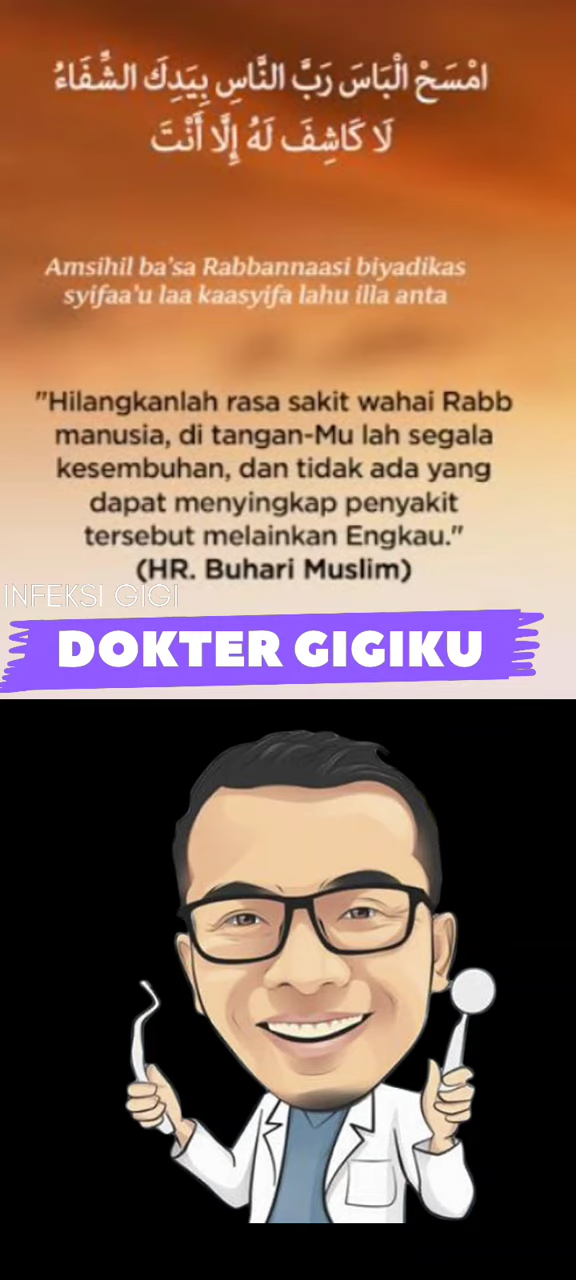 امْسَحْ الْبَاسَ رَبَّ النَّاسِ بِيَدِكَ الشِّفَاءُ
لَا كَاشِفَ لَهُ إِلَّا أَنْتَ
Amsihil ba'sa Rabbannaasi biyadikas
syifaa'u laa kaasyifa lahu illa anta
"Hilangkanlah rasa sakit wahai Rabb
manusia, di tangan-Mu lah segala
kesembuhan, dan tidak ada yang
dapat menyingkap penyakit
tersebut melainkan Engkau."
(HR. Buhari Muslim)
INFEKSI GIGI
DOKTER GIGIKU